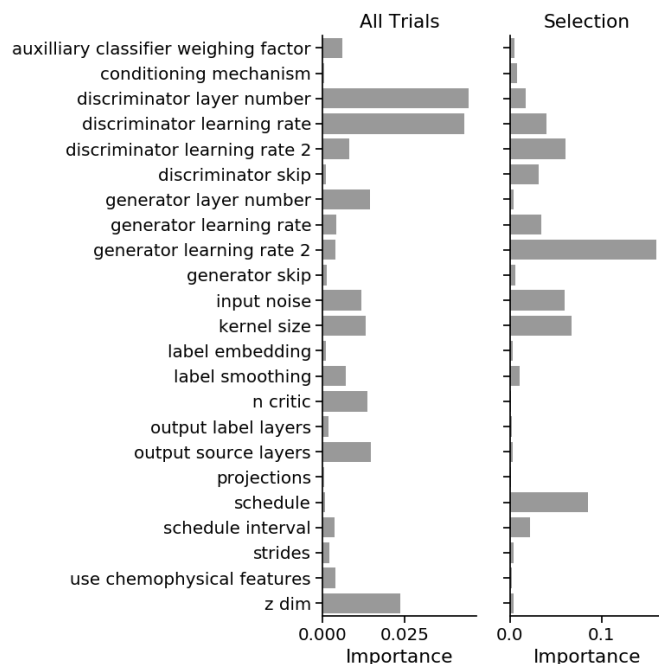 All Trials
Selection
auxilliary classifier weighing factor
conditioning mechanism
discriminator layer number
discriminator learning rate
discriminator learning rate 2
discriminator skip
generator layer number
generator learning rate
generator learning rate 2
generator skip
input noise
kernel size
label embedding
label smoothing
n critic
output label layers
output source layers
projections
schedule
schedule interval
strides
use chemophysical features
z dim
0.000 0.025
0.0 0.1
Importance
Importance